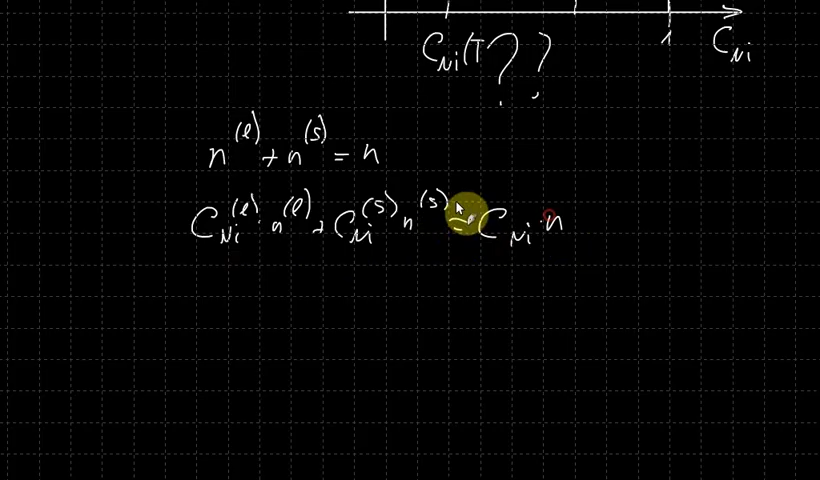 C_Ni(T ? ? 1 C_Ni
n^(l) + n^(s) = n
C_Ni^(l) · n^(l) + C_Ni^(s) n^(s) = C_Ni · n